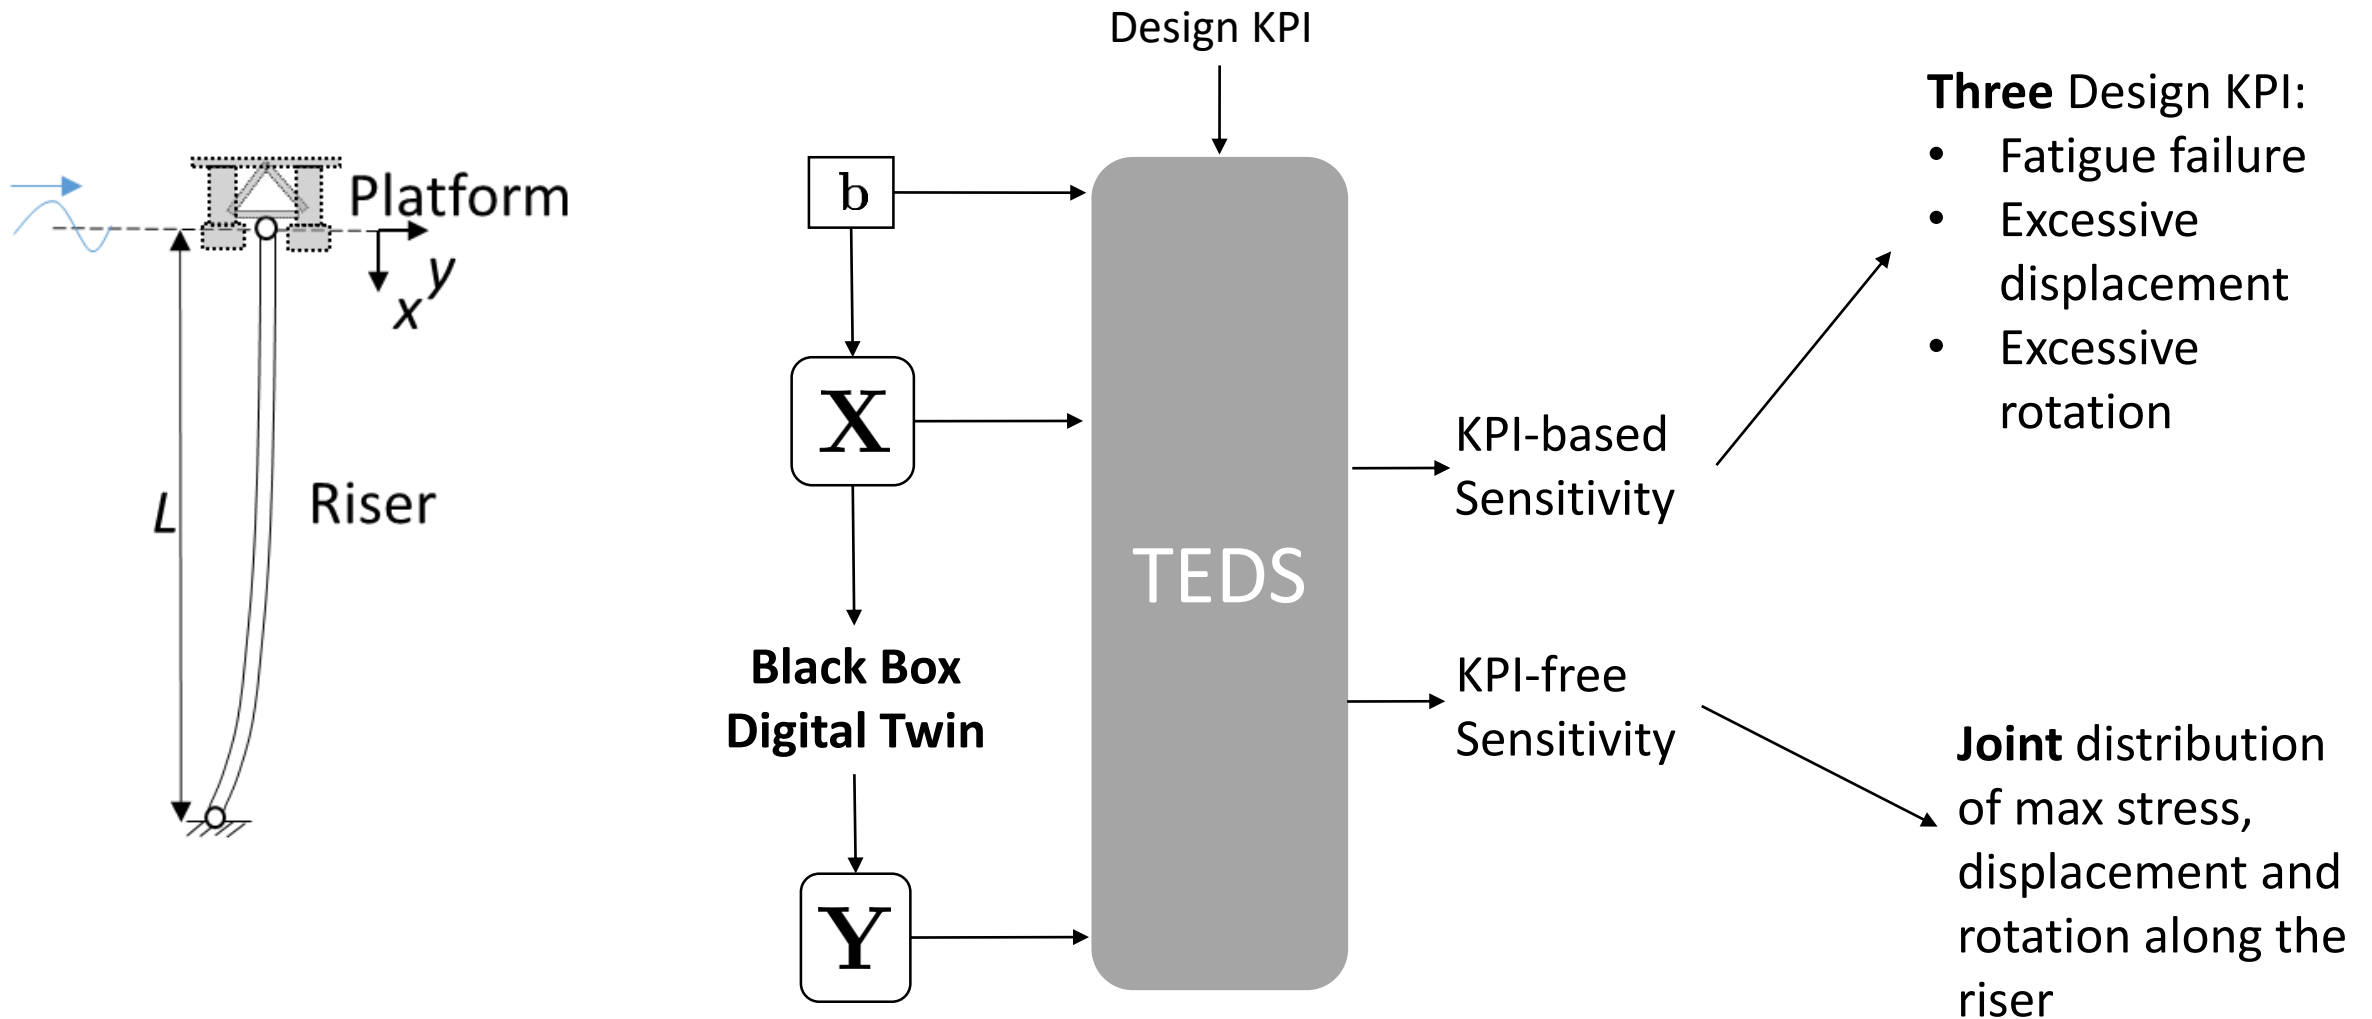 Platform
y
x
L
Riser
Design KPI
b
X
Black Box
Digital Twin
Y
TEDS
KPI-based
Sensitivity
KPI-free
Sensitivity
Three Design KPI:
• Fatigue failure
• Excessive
displacement
• Excessive
rotation
Joint distribution
of max stress,
displacement and
rotation along the
riser